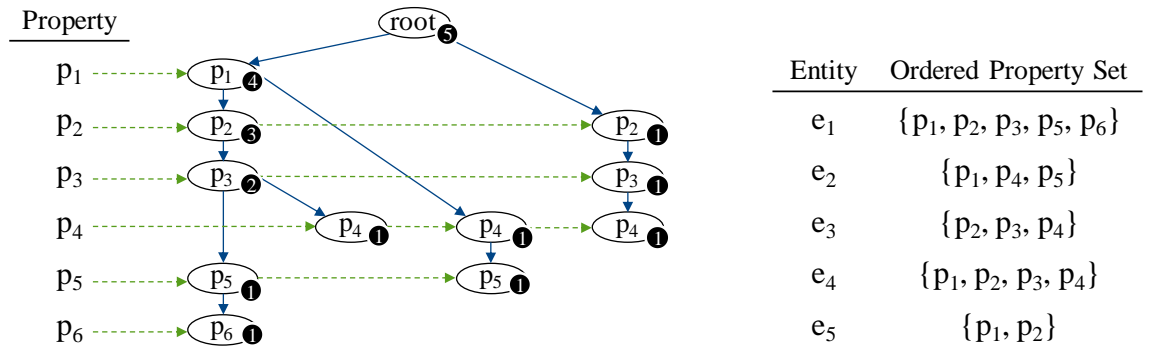 Property
root 5
p1 p1 4
p2 p2 3 p2 1
p3 p3 2 p3 1
p4 p4 1 p4 1 p4 1
p5 p5 1 p5 1
p6 p6 1
Entity Ordered Property Set
e1 {p1, p2, p3, p5, p6}
e2 {p1, p4, p5}
e3 {p2, p3, p4}
e4 {p1, p2, p3, p4}
e5 {p1, p2}